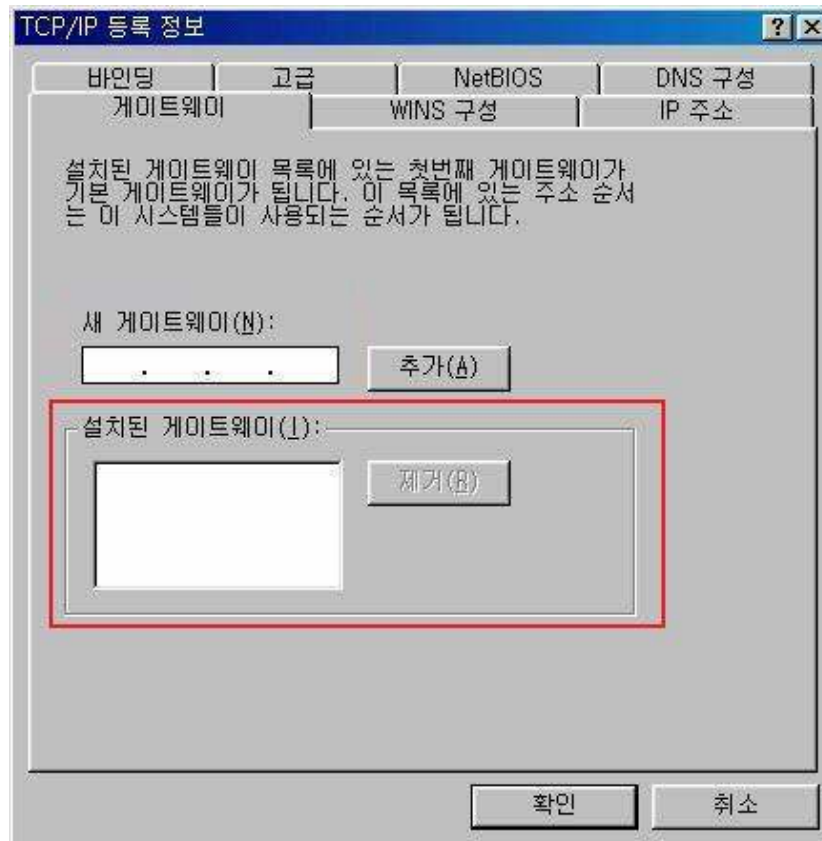 TCP/IP 등록 정보
바인딩 고급 NetBIOS DNS 구성
게이트웨이 WINS 구성 IP 주소
설치된 게이트웨이 목록에 있는 첫번째 게이트웨이가
기본 게이트웨이가 됩니다. 이 목록에 있는 주소 순서
는 이 시스템들이 사용되는 순서가 됩니다.
새 게이트웨이(N):
. . .
추가(A)
설치된 게이트웨이(I):
제거(R)
확인 취소